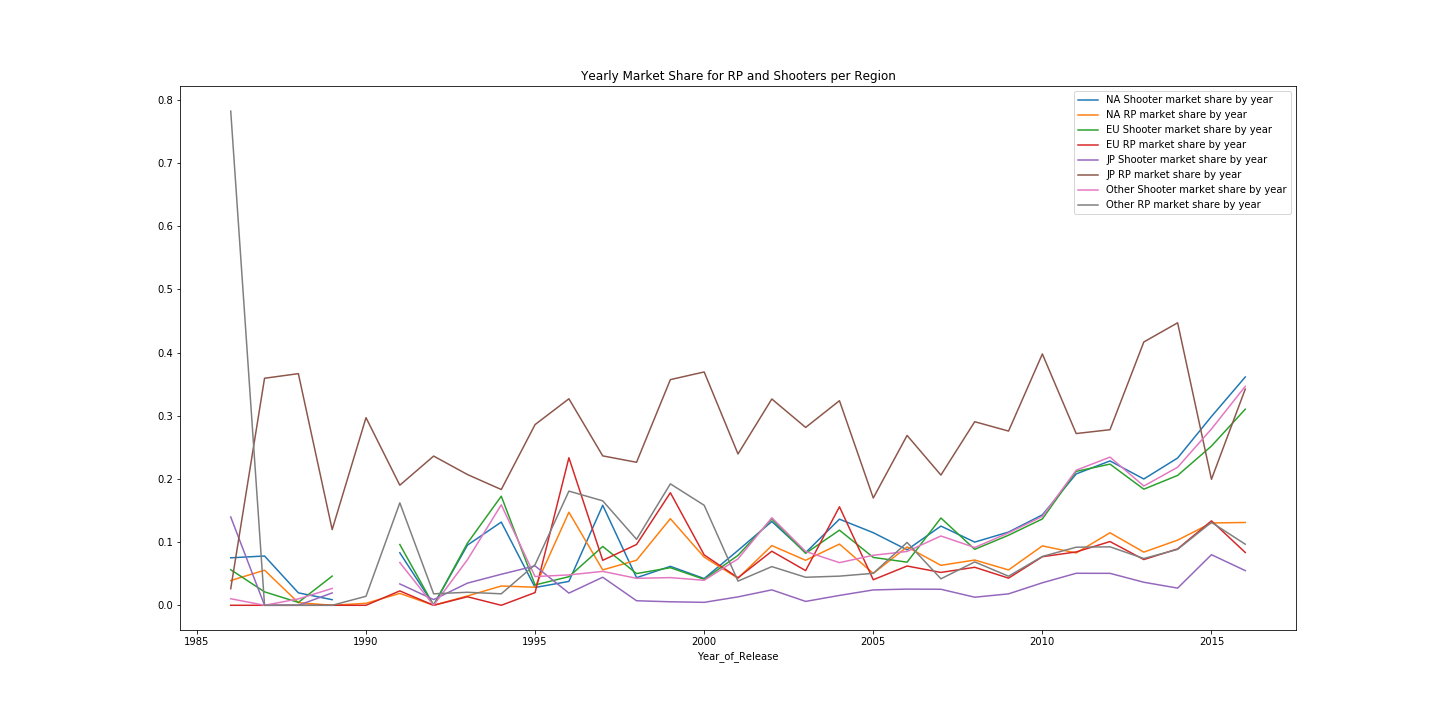 Yearly Market Share for RP and Shooters per Region
NA Shooter market share by year
NA RP market share by year
EU Shooter market share by year
EU RP market share by year
JP Shooter market share by year
JP RP market share by year
Other Shooter market share by year
Other RP market share by year
0.8
0.7
0.6
0.5
0.4
0.3
0.2
0.1
0.0
1985 1990 1995 2000 2005 2010 2015
Year_of_Release